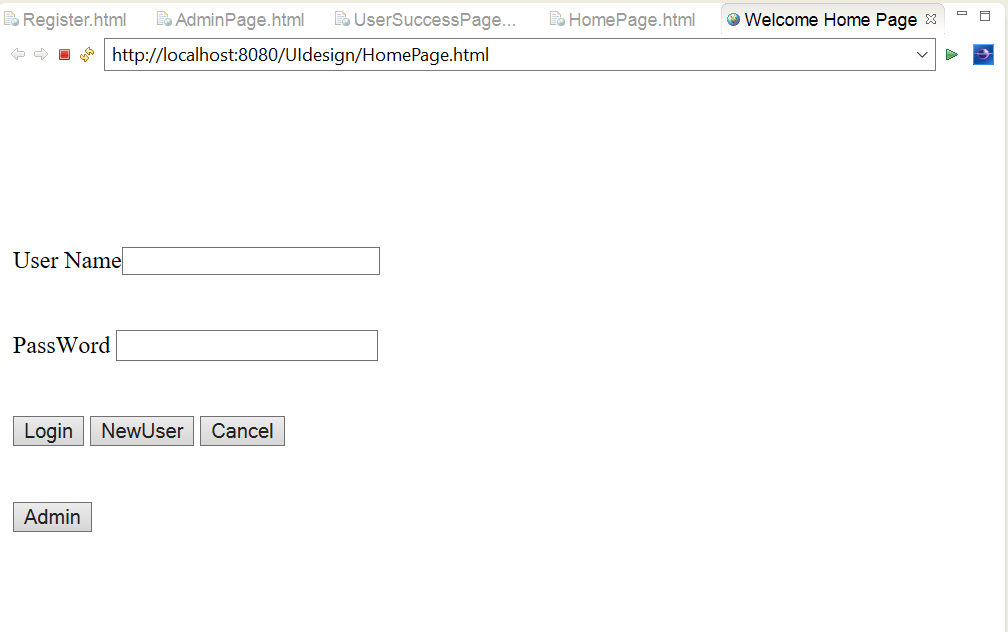 Register.html AdminPage.html UserSuccessPage... HomePage.html Welcome Home Page
http://localhost:8080/UIdesign/HomePage.html
User Name
PassWord
Login NewUser Cancel
Admin